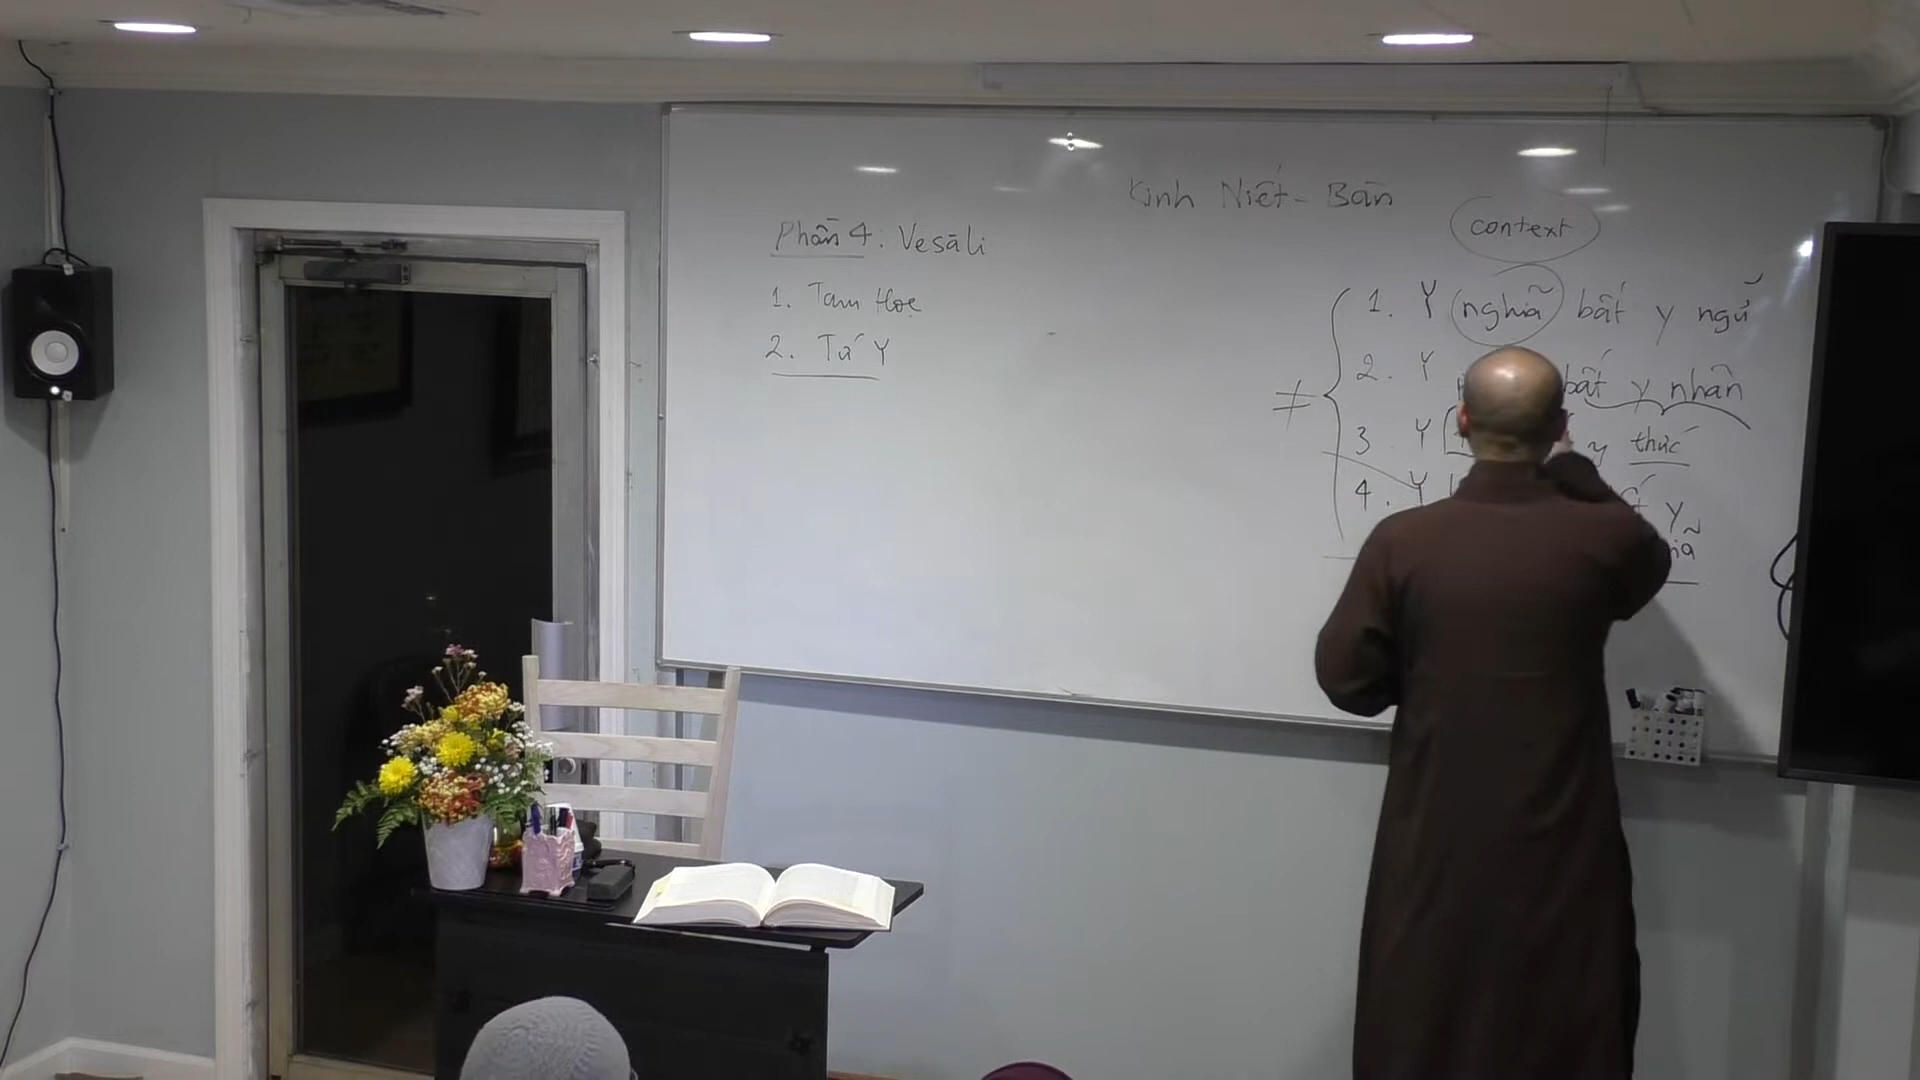 Kinh Niết-Bàn
Phần 4: Vesāli
1. Tam Học
2. Tứ Y
context
1. Y nghĩa bất y ngữ
2. Y bất y nhân
3. Y y thức
4. Y Y
≠